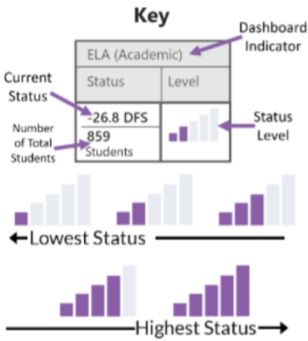 Key
Dashboard
Indicator
ELA (Academic)
Current
Status
Status
Level
-26.8 DFS
Status
Level
Number
of Total
Students
859
Students
Lowest Status
Highest Status